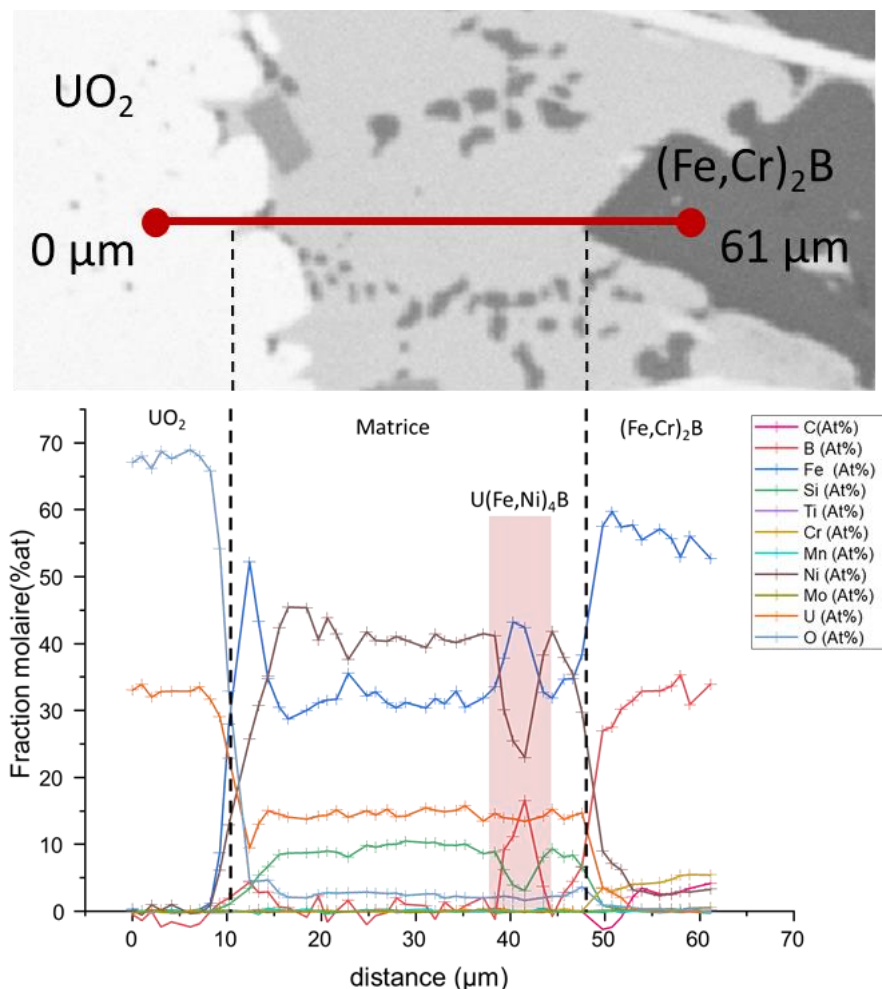 UO₂
(Fe,Cr)₂B
0 μm
61 μm
UO₂
Matrice
(Fe,Cr)₂B
U(Fe,Ni)₄B
C(At%)
B (At%)
Fe (At%)
Si (At%)
Ti (At%)
Cr (At%)
Mn (At%)
Ni (At%)
Mo (At%)
U (At%)
O (At%)
Fraction molaire(%at)
70
60
50
40
30
20
10
0
0
10
20
30
40
50
60
70
distance (μm)